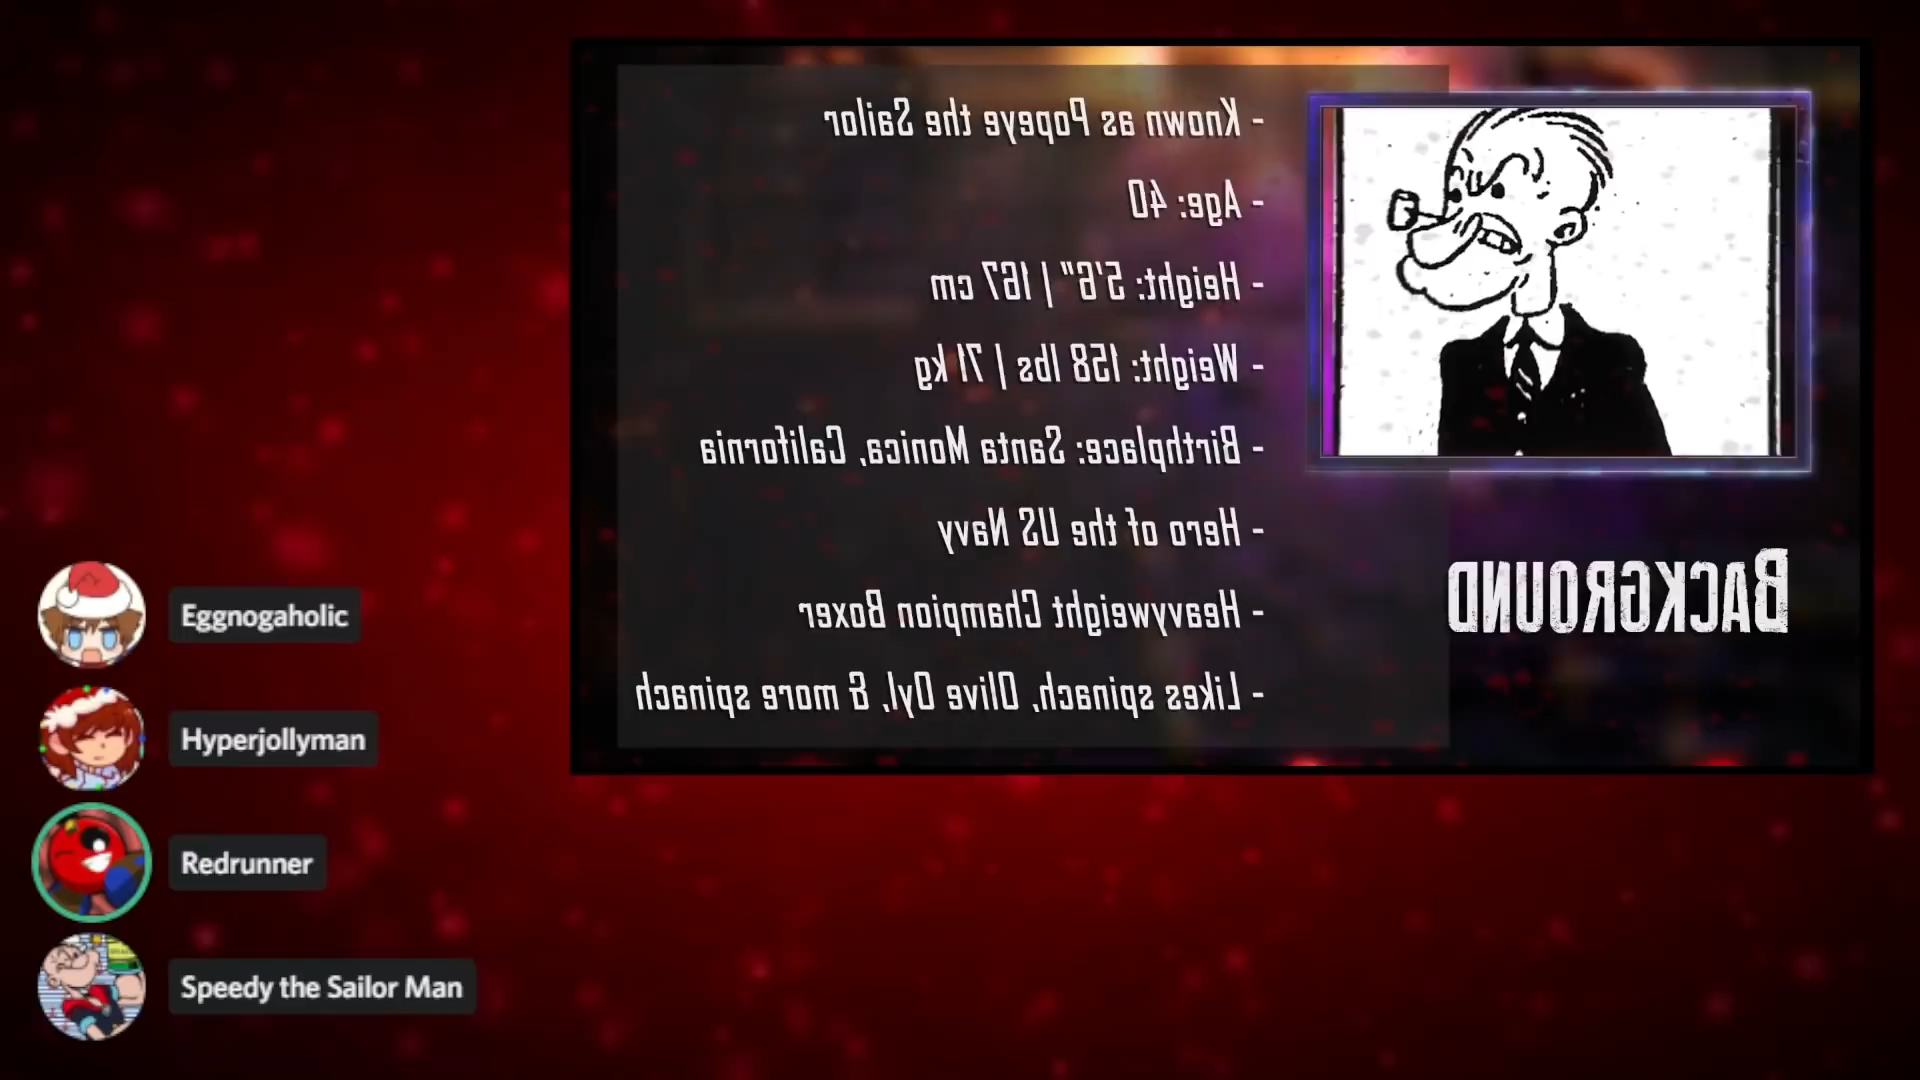 - Known as Popeye the Sailor
- Age: 40
- Height: 5'6" | 167 cm
- Weight: 158 lbs | 71 kg
- Birthplace: Santa Monica, California
- Hero of the US Navy
- Heavyweight Champion Boxer
- Likes spinach, Olive Oyl, & more spinach
Background
Eggnogaholic
Hyperjollyman
Redrunner
Speedy the Sailor Man